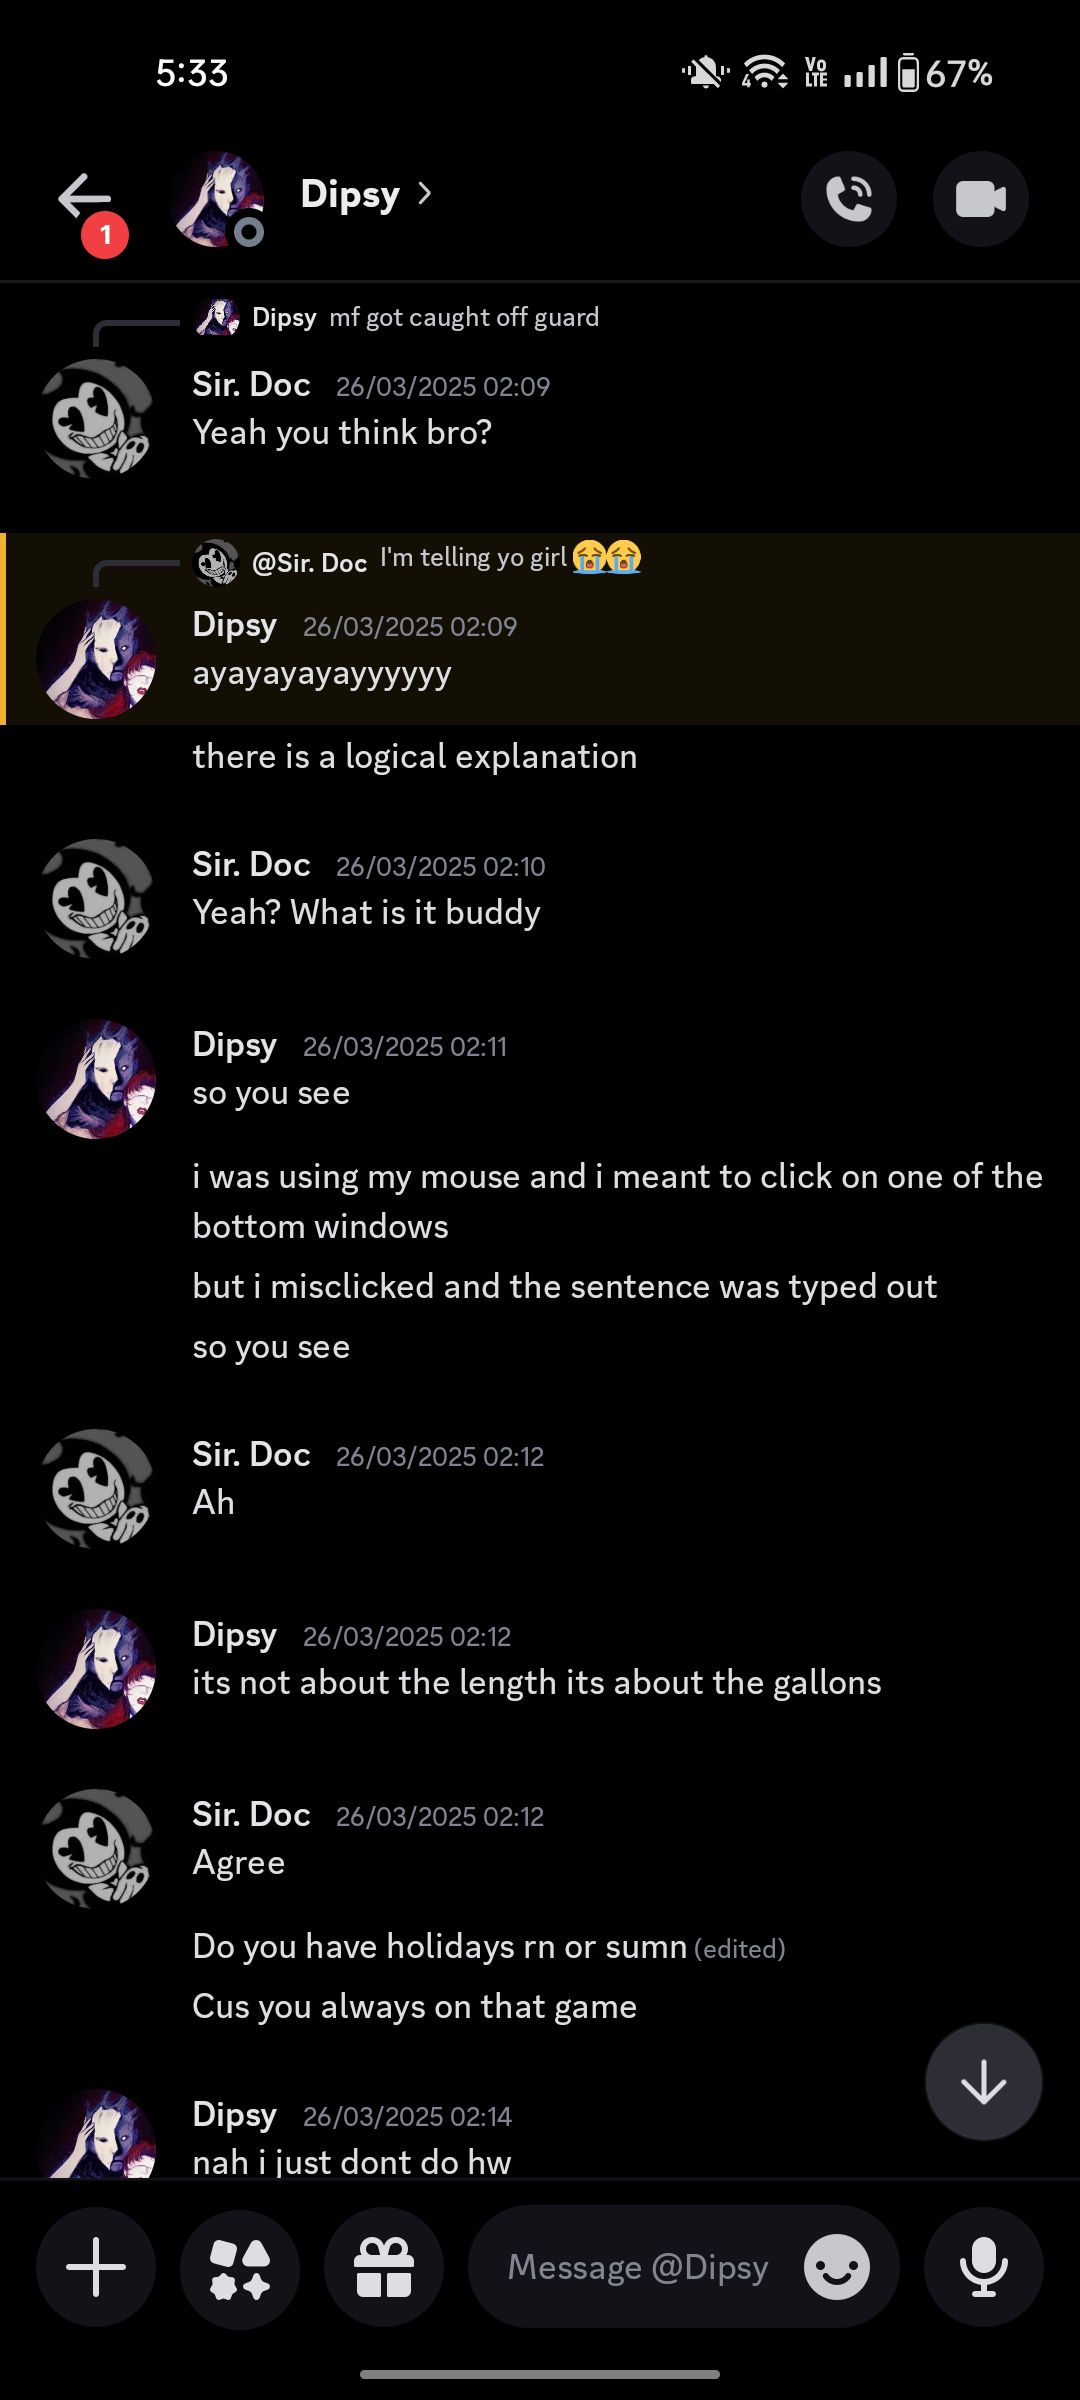 5:33
4 Vo LTE 67%
1
Dipsy
Dipsy mf got caught off guard
Sir. Doc 26/03/2025 02:09
Yeah you think bro?
@Sir. Doc I'm telling yo girl 😭😭
Dipsy 26/03/2025 02:09
ayayayayayyyyyy
there is a logical explanation
Sir. Doc 26/03/2025 02:10
Yeah? What is it buddy
Dipsy 26/03/2025 02:11
so you see
i was using my mouse and i meant to click on one of the
bottom windows
but i misclicked and the sentence was typed out
so you see
Sir. Doc 26/03/2025 02:12
Ah
Dipsy 26/03/2025 02:12
its not about the length its about the gallons
Sir. Doc 26/03/2025 02:12
Agree
Do you have holidays rn or sumn (edited)
Cus you always on that game
Dipsy 26/03/2025 02:14
nah i just dont do hw
Message @Dipsy